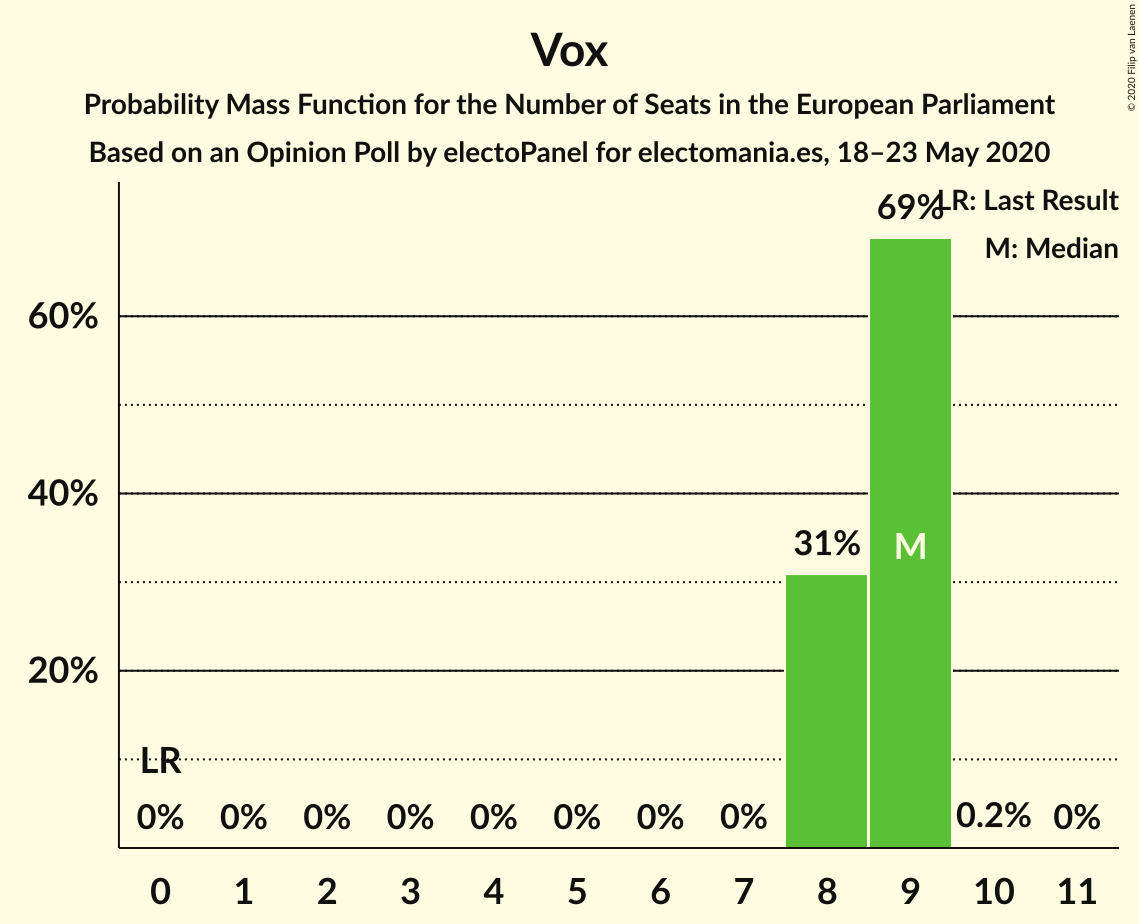 Vox
Probability Mass Function for the Number of Seats in the European Parliament
Based on an Opinion Poll by electoPanel for electomania.es, 18–23 May 2020
© 2020 Filip van Laenen
LR: Last Result
M: Median
69%
60%
40%
31%
M
20%
LR
0% 0% 0% 0% 0% 0% 0% 0% 0.2% 0%
0 1 2 3 4 5 6 7 8 9 10 11